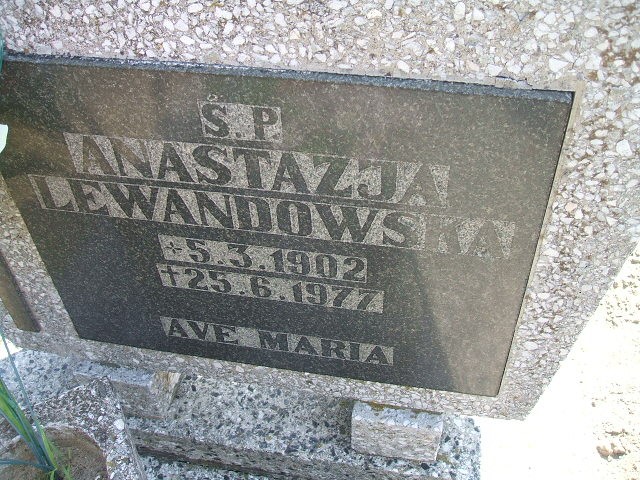 Ś.P
ANASTAZJA
LEWANDOWSKA
+5.3.1902
†25.6.1977
AVE MARIA